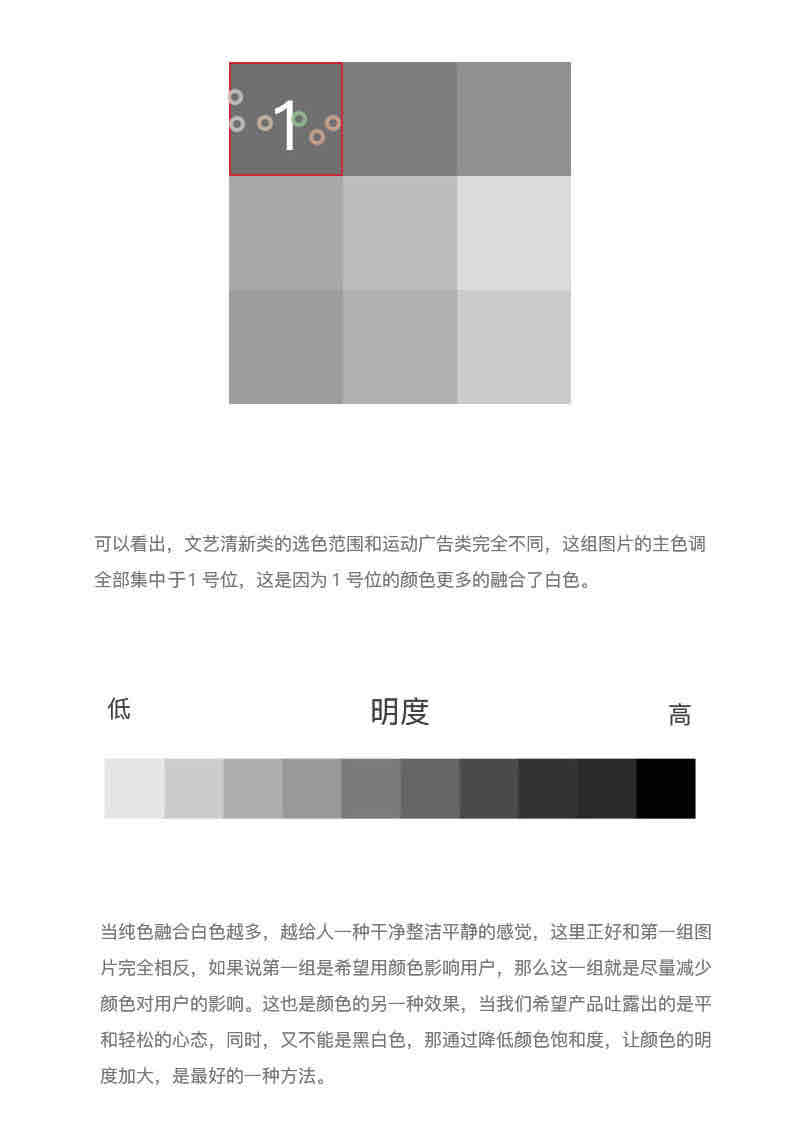 1
可以看出，文艺清新类的选色范围和运动广告类完全不同，这组图片的主色调
全部集中于1号位，这是因为1号位的颜色更多的融合了白色。
低 明度 高
当纯色融合白色越多，越给人一种干净整洁平静的感觉，这里正好和第一组图
片完全相反，如果说第一组是希望用颜色影响用户，那么这一组就是尽量减少
颜色对用户的影响。这也是颜色的另一种效果，当我们希望产品吐露出的是平
和轻松的心态，同时，又不能是黑白色，那通过降低颜色饱和度，让颜色的明
度加大，是最好的一种方法。